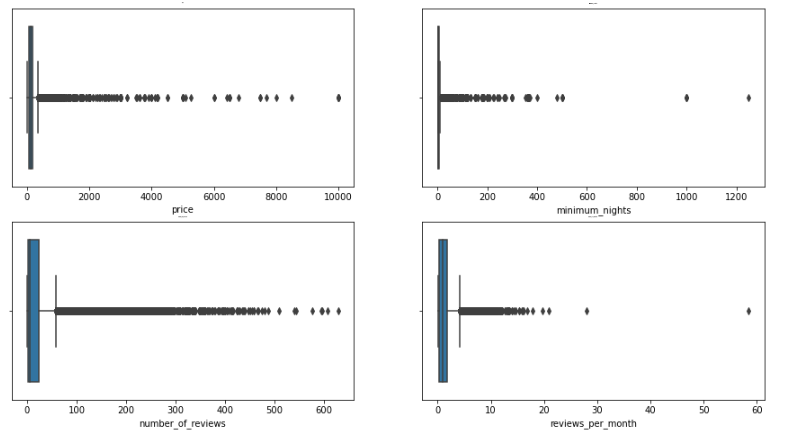 0 2000 4000 6000 8000 10000
price
0 200 400 600 800 1000 1200
minimum_nights
0 100 200 300 400 500 600
number_of_reviews
0 10 20 30 40 50 60
reviews_per_month